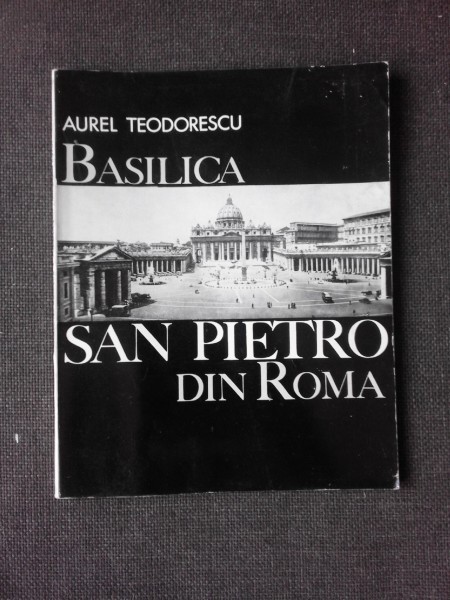 AUREL TEODORESCU
BASILICA
SAN PIETRO
DIN ROMA